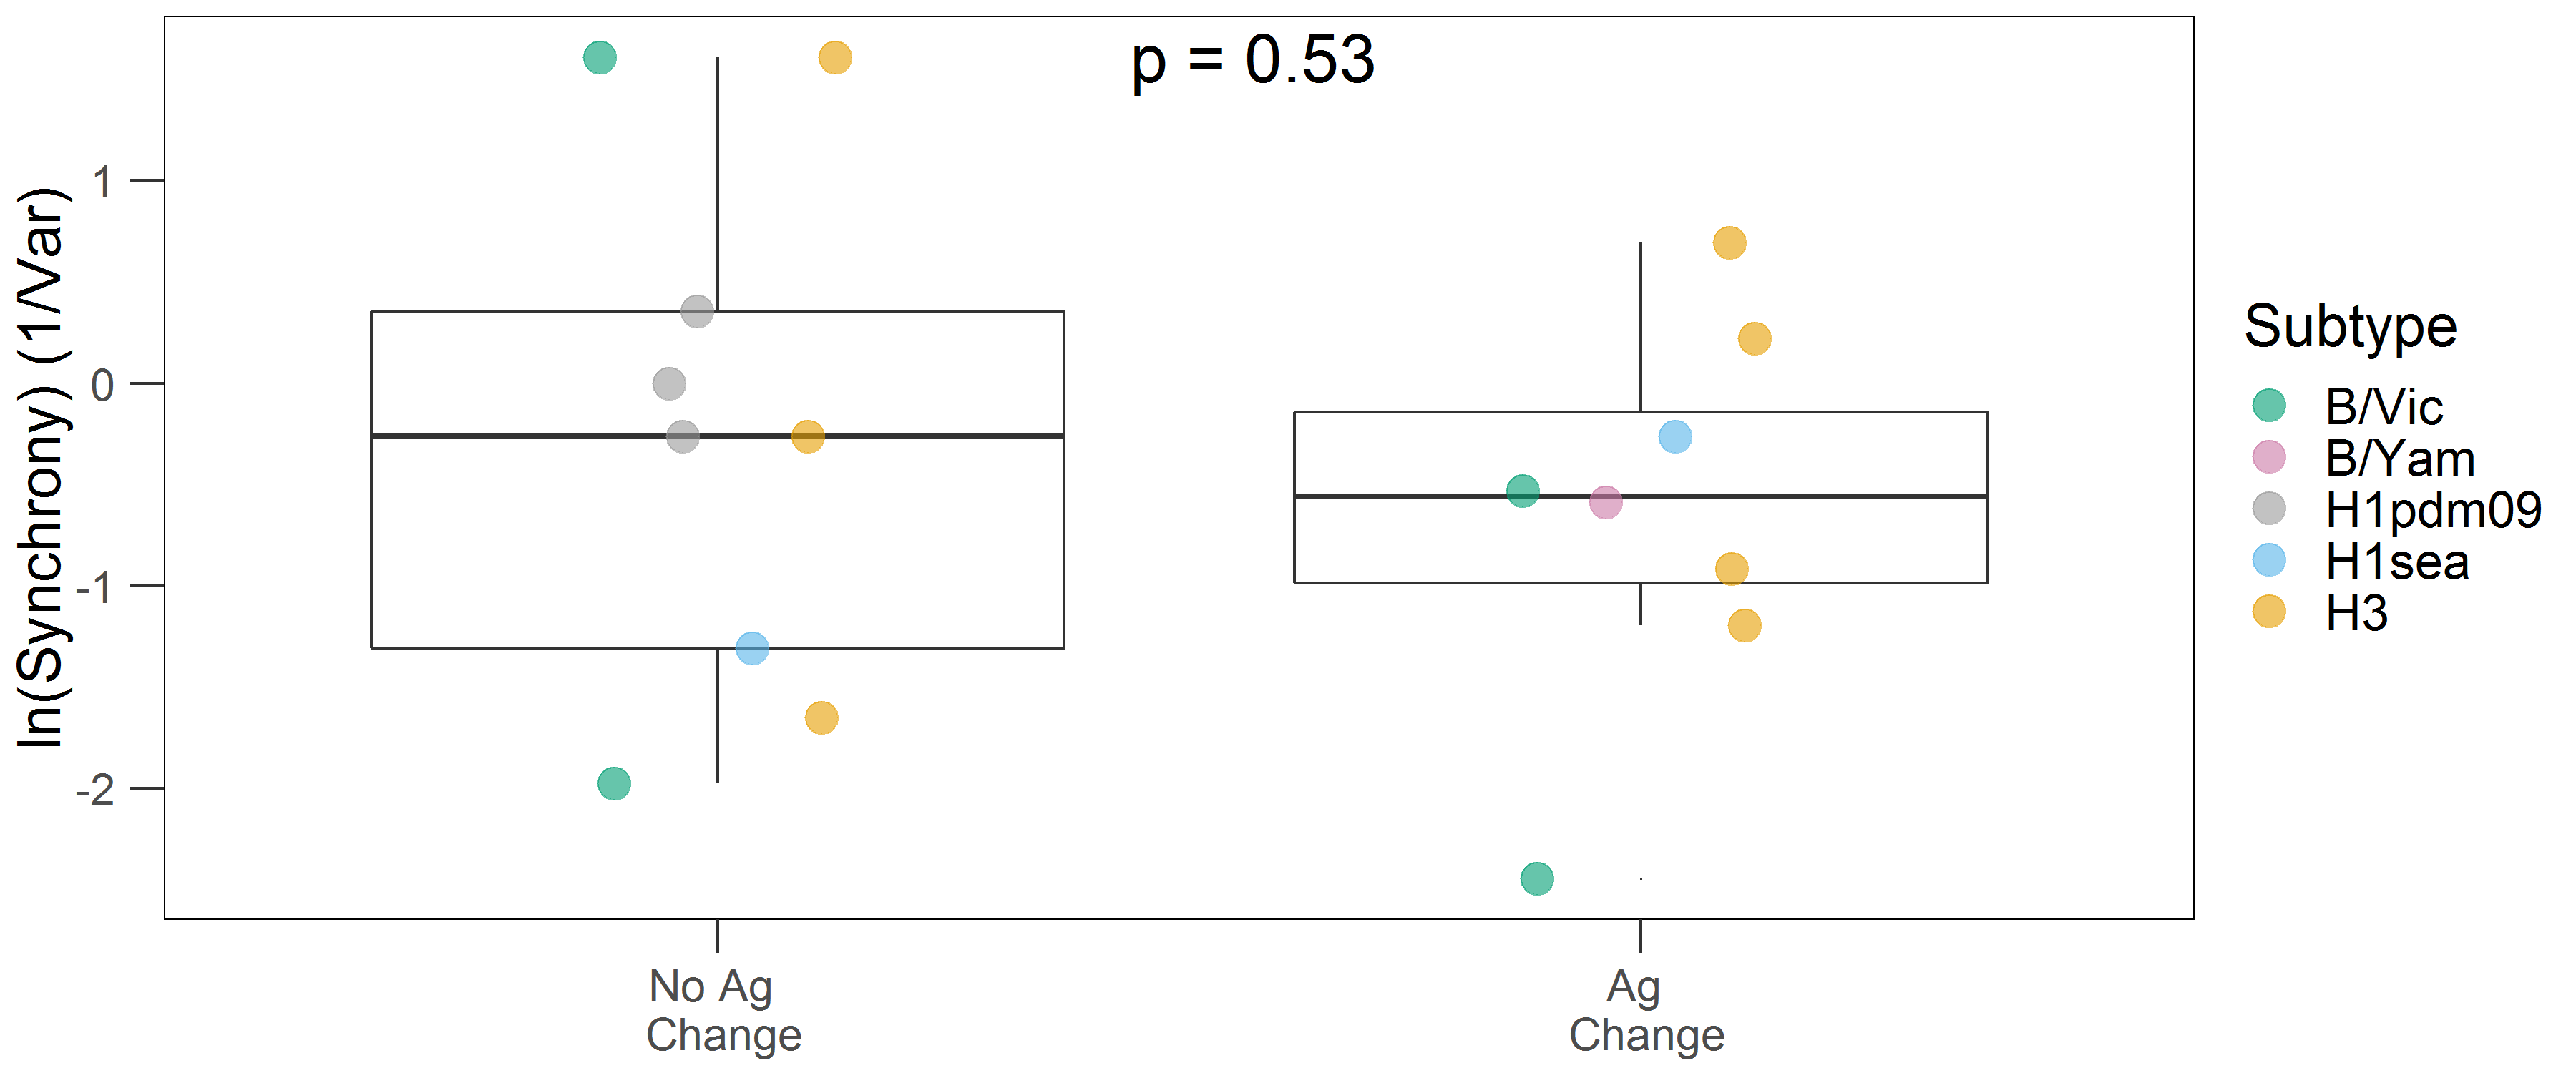 p = 0.53
ln(Synchrony) (1/Var)
1
0
-1
-2
No Ag
Change
Ag
Change
Subtype
B/Vic
B/Yam
H1pdm09
H1sea
H3